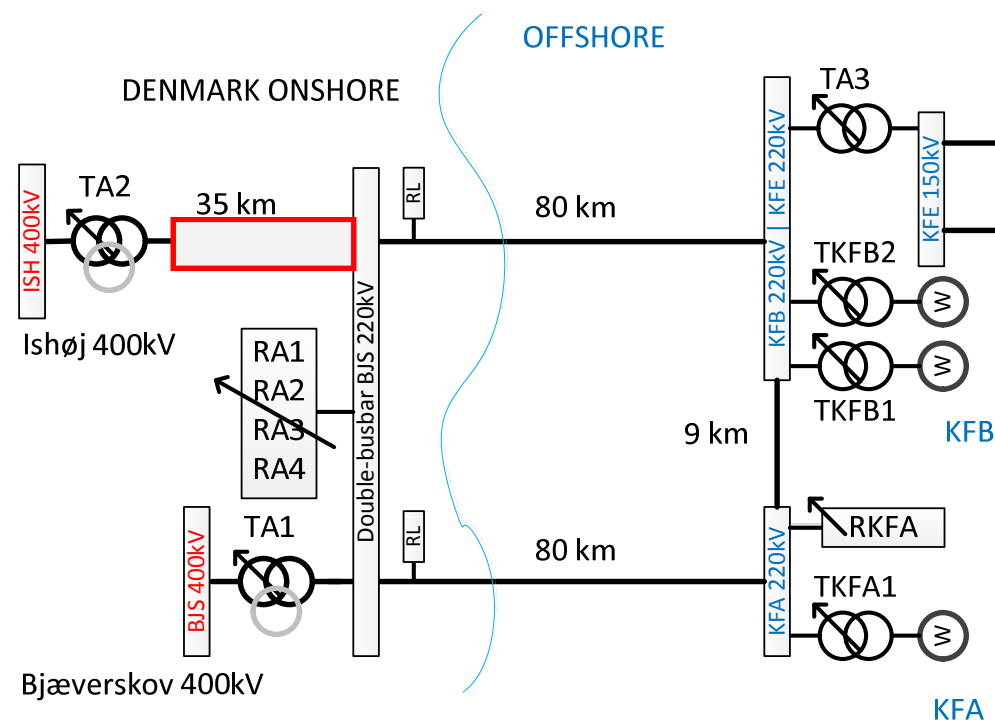 OFFSHORE
DENMARK ONSHORE
TA3
KFE 220kV
KFE 150kV
TA2
35 km
RL
80 km
ISH 400kV
Ishøj 400kV
Double-busbar BJS 220kV
KFB 220kV |
TKFB2
W
RA1
RA2
RA3
RA4
W
TKFB1
KFB
9 km
BJS 400kV
TA1
RL
80 km
KFA 220kV
RKFA
TKFA1
W
Bjæverskov 400kV
KFA